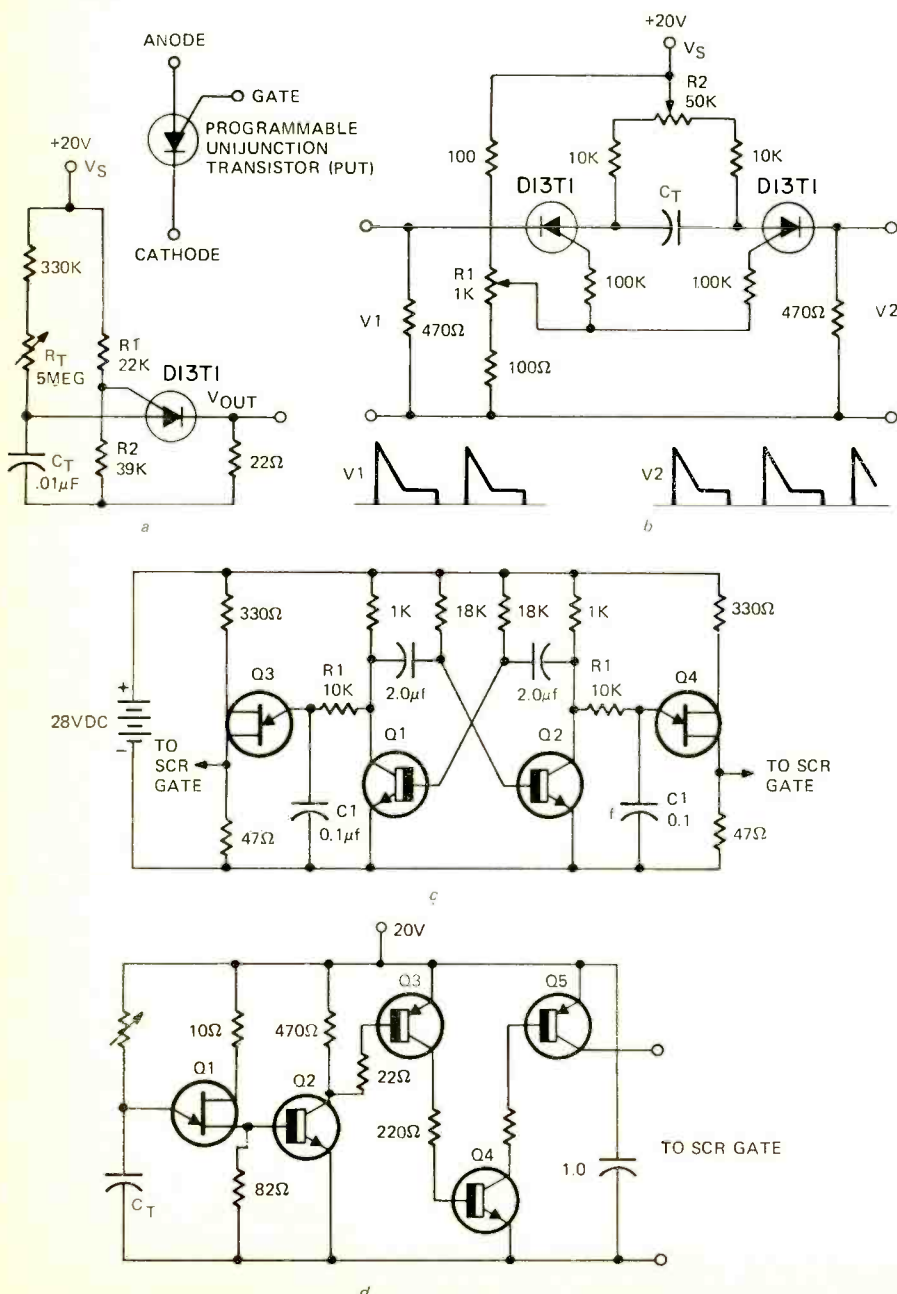 ANODE
GATE
PROGRAMMABLE
UNIJUNCTION
TRANSISTOR (PUT)
CATHODE
+20V
VS
330K
RT
5MEG
R1
22K
D13T1
VOUT
CT
.01µF
R2
39K
22Ω
a
+20V
VS
R2
50K
100
10K
10K
D13T1
CT
D13T1
R1
1K
100K
100K
V1
470Ω
470Ω
V2
100Ω
V1
V2
b
330Ω
1K
18K
18K
1K
330Ω
Q3
R1
10K
2.0µf
2.0µf
R1
10K
Q4
28VDC
+
−
TO
SCR
GATE
Q1
Q2
TO SCR
GATE
C1
0.1µf
f
C1
0.1
47Ω
47Ω
c
20V
Q3
Q5
10Ω
470Ω
Q1
Q2
22Ω
220Ω
Q4
TO SCR GATE
1.0
CT
82Ω
d